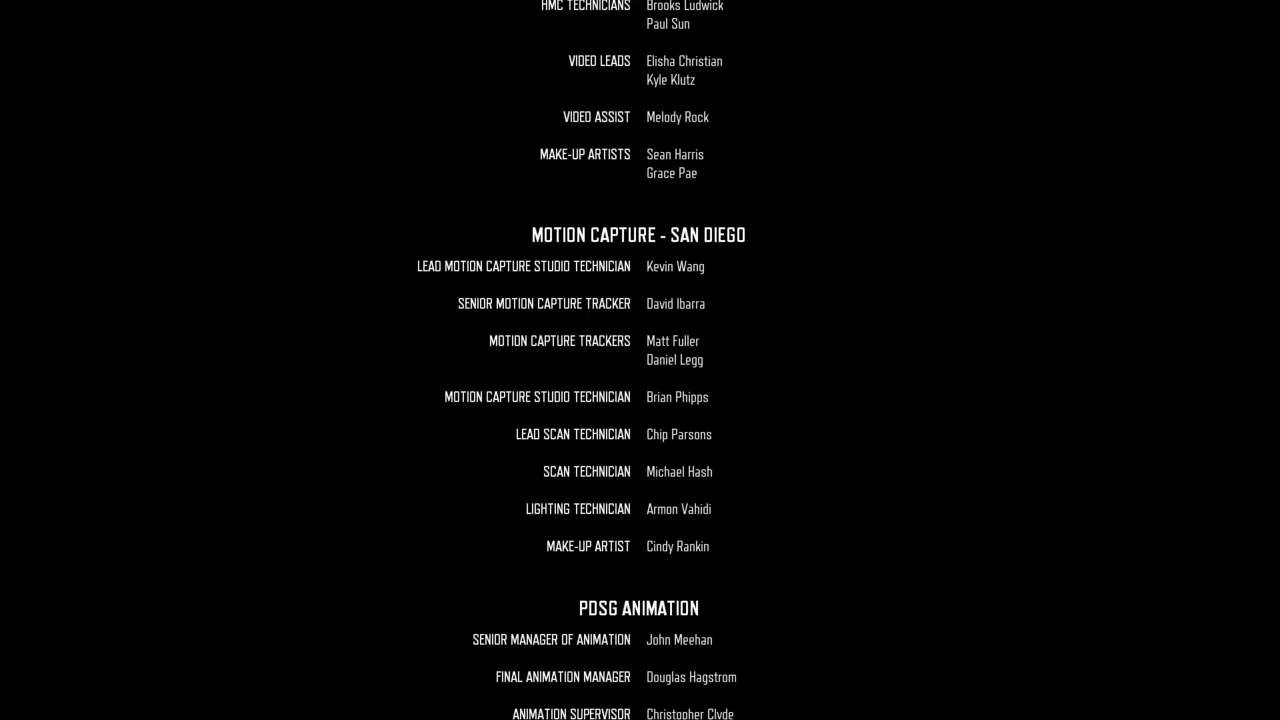 HMC TECHNICIANS Brooks Ludwick
Paul Sun
VIDEO LEADS Elisha Christian
Kyle Klutz
VIDEO ASSIST Melody Rock
MAKE-UP ARTISTS Sean Harris
Grace Pae
MOTION CAPTURE - SAN DIEGO
LEAD MOTION CAPTURE STUDIO TECHNICIAN Kevin Wang
SENIOR MOTION CAPTURE TRACKER David Ibarra
MOTION CAPTURE TRACKERS Matt Fuller
Daniel Legg
MOTION CAPTURE STUDIO TECHNICIAN Brian Phipps
LEAD SCAN TECHNICIAN Chip Parsons
SCAN TECHNICIAN Michael Hash
LIGHTING TECHNICIAN Armon Vahidi
MAKE-UP ARTIST Cindy Rankin
PDSG ANIMATION
SENIOR MANAGER OF ANIMATION John Meehan
FINAL ANIMATION MANAGER Douglas Hagstrom
ANIMATION SUPERVISOR Christopher Clyde